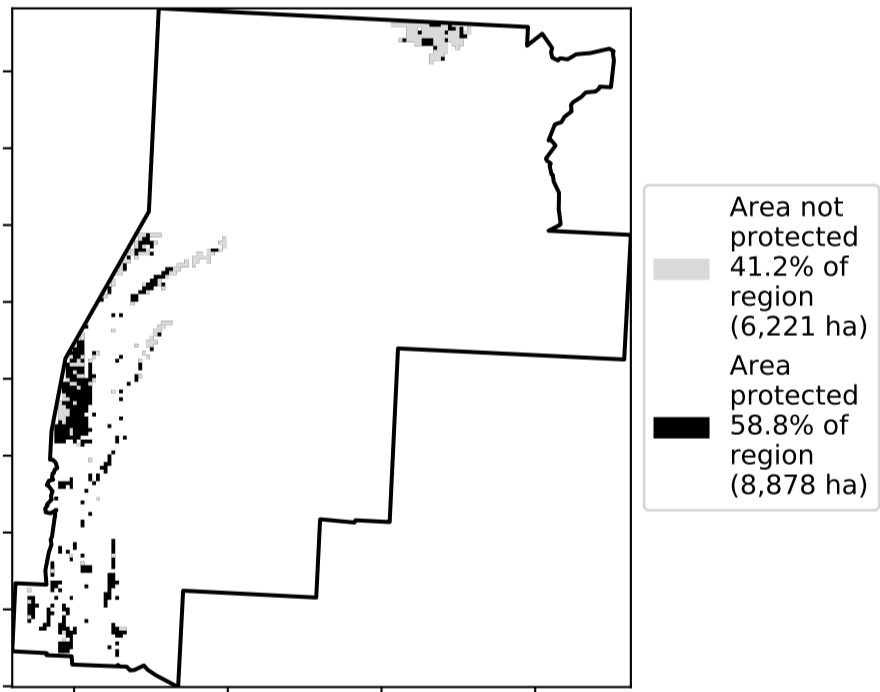 Area not
protected
41.2% of
region
(6,221 ha)
Area
protected
58.8% of
region
(8,878 ha)